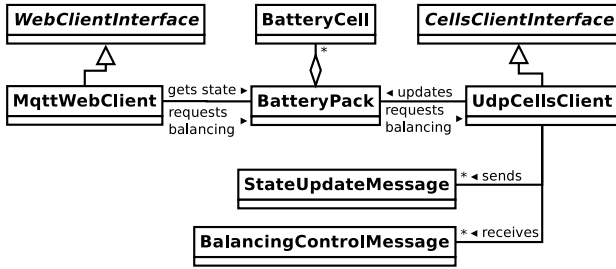 WebClientInterface
BatteryCell
CellsClientInterface
*
MqttWebClient
gets state ►
requests
balancing ►
BatteryPack
◄ updates
requests
balancing ►
UdpCellsClient
StateUpdateMessage
* ◄ sends
BalancingControlMessage
* ◄ receives